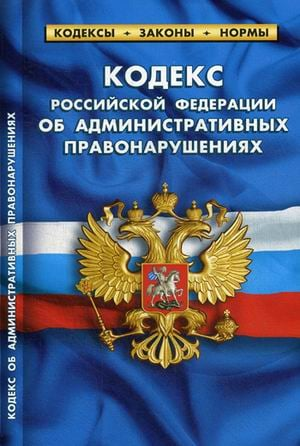 КОДЕКСЫ ✦ ЗАКОНЫ ✦ НОРМЫ
КОДЕКС
РОССИЙСКОЙ ФЕДЕРАЦИИ
ОБ АДМИНИСТРАТИВНЫХ
ПРАВОНАРУШЕНИЯХ
КОДЕКС ОБ АДМИНИСТРАТИВНЫХ ПРАВОНАРУШЕНИЯХ